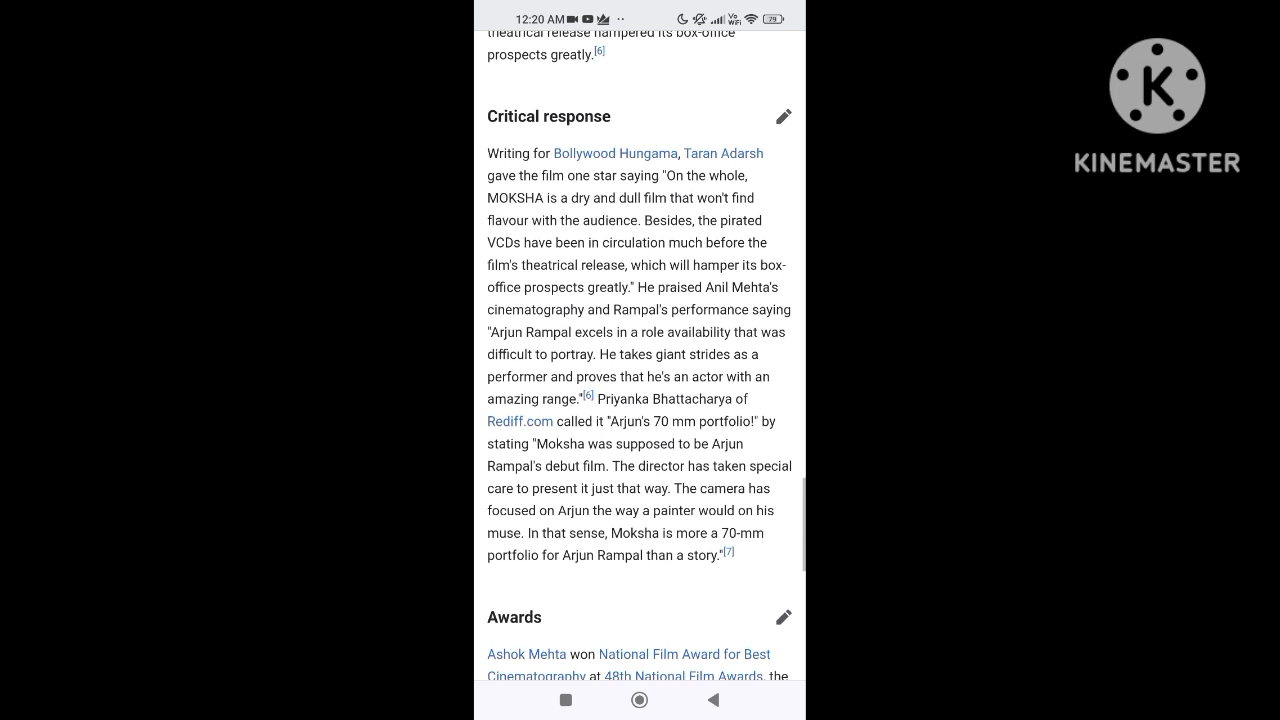 12:20 AM
Vo
WiFi
79
theatrical release hampered its box-office
prospects greatly.[6]
Critical response
Writing for Bollywood Hungama, Taran Adarsh
gave the film one star saying "On the whole,
MOKSHA is a dry and dull film that won't find
flavour with the audience. Besides, the pirated
VCDs have been in circulation much before the
film's theatrical release, which will hamper its box-
office prospects greatly." He praised Anil Mehta's
cinematography and Rampal's performance saying
"Arjun Rampal excels in a role availability that was
difficult to portray. He takes giant strides as a
performer and proves that he's an actor with an
amazing range."[6] Priyanka Bhattacharya of
Rediff.com called it "Arjun's 70 mm portfolio!" by
stating "Moksha was supposed to be Arjun
Rampal's debut film. The director has taken special
care to present it just that way. The camera has
focused on Arjun the way a painter would on his
muse. In that sense, Moksha is more a 70-mm
portfolio for Arjun Rampal than a story."[7]
Awards
Ashok Mehta won National Film Award for Best
Cinematography at 48th National Film Awards, the
K
KINEMASTER